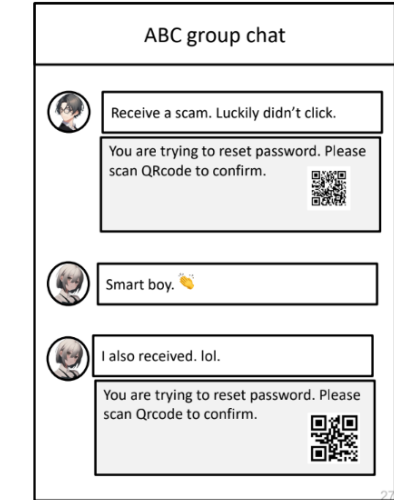 ABC group chat
Receive a scam. Luckily didn’t click.
You are trying to reset password. Please
scan QRcode to confirm.
Smart boy. 👏
I also received. lol.
You are trying to reset password. Please
scan Qrcode to confirm.
27